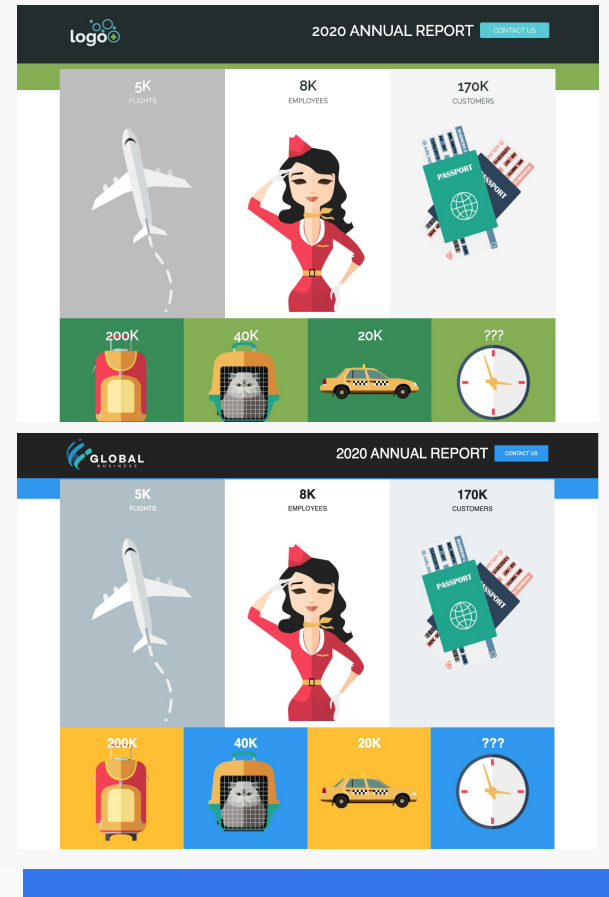 logo
2020 ANNUAL REPORT CONTACT US
5K 8K 170K
FLIGHTS EMPLOYEES CUSTOMERS
PASSPORT
200K 40K 20K ???
GLOBAL
BUSINESS
2020 ANNUAL REPORT CONTACT US
5K 8K 170K
FLIGHTS EMPLOYEES CUSTOMERS
PASSPORT
PASSPORT
200K 40K 20K ???